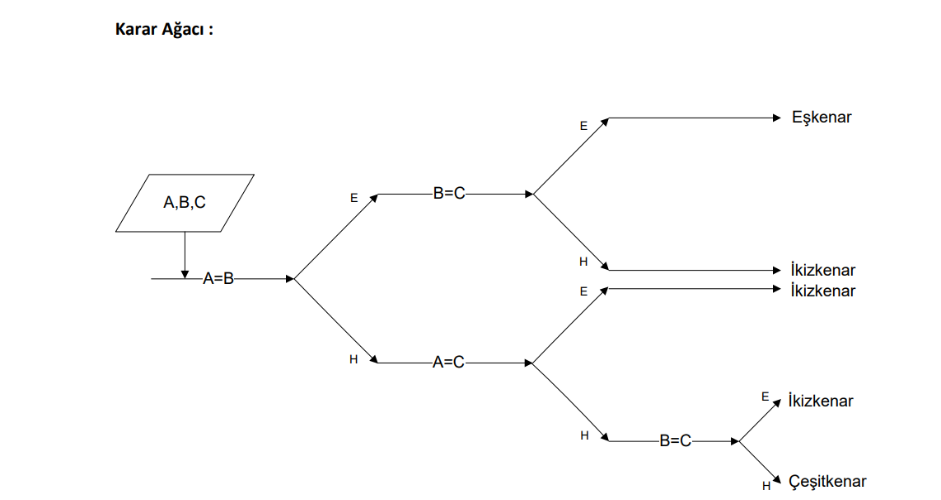 Karar Ağacı :
E
Eşkenar
A,B,C
E
B=C
H
İkizkenar
A=B
E
İkizkenar
H
A=C
E
İkizkenar
H
B=C
H
Çeşitkenar